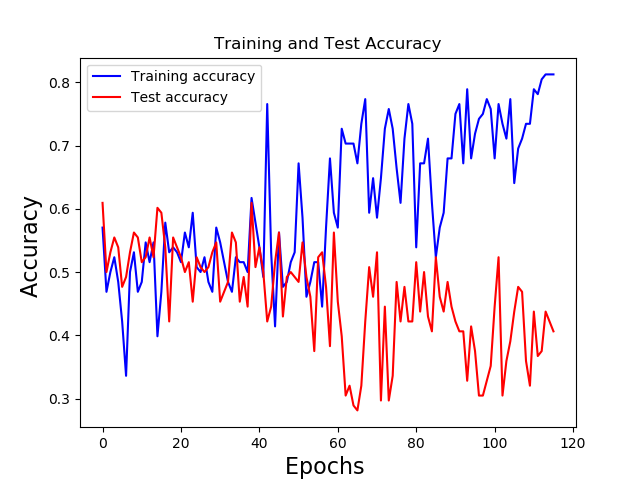 Training and Test Accuracy
Training accuracy
Test accuracy
Accuracy
0.8
0.7
0.6
0.5
0.4
0.3
0 20 40 60 80 100 120
Epochs